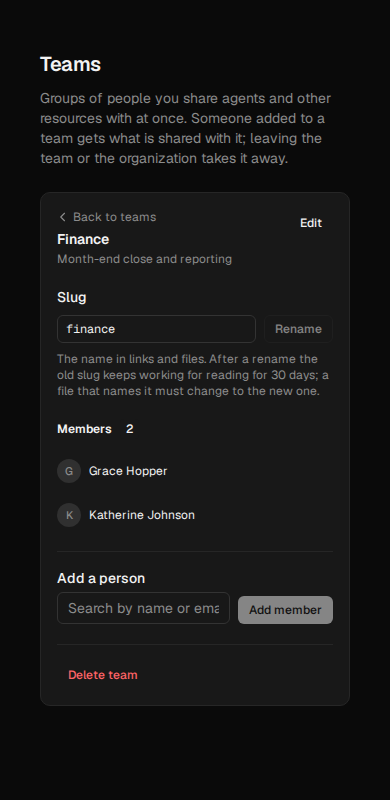 Teams
Groups of people you share agents and other
resources with at once. Someone added to a
team gets what is shared with it; leaving the
team or the organization takes it away.
Back to teams
Edit
Finance
Month-end close and reporting
Slug
finance
Rename
The name in links and files. After a rename the
old slug keeps working for reading for 30 days; a
file that names it must change to the new one.
Members 2
G Grace Hopper
K Katherine Johnson
Add a person
Search by name or ema
Add member
Delete team